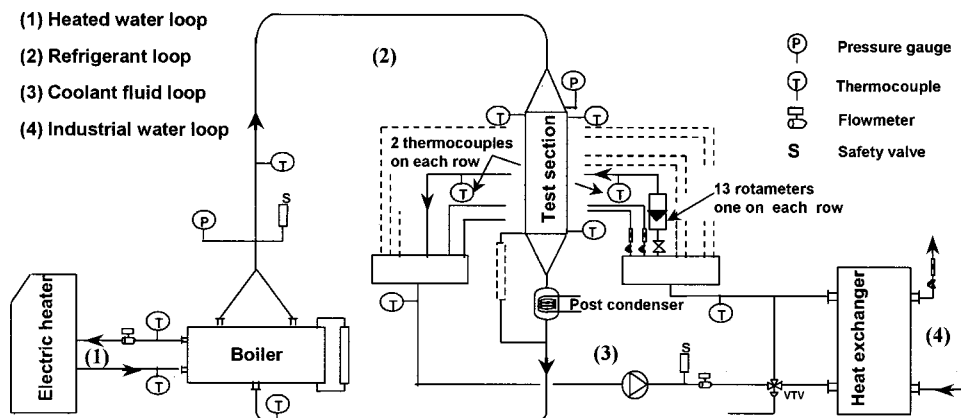 (1) Heated water loop
(2) Refrigerant loop
(3) Coolant fluid loop
(4) Industrial water loop
(2)
P
P Pressure gauge
T Thermocouple
Flowmeter
S Safety valve
T
T
2 thermocouples
on each row
Test section
T
T
T
13 rotameters
one on each row
S
P
T
T
Post condenser
T
Electric heater
T
(1)
T
Boiler
T
(3)
S
VTV
Heat exchanger
(4)